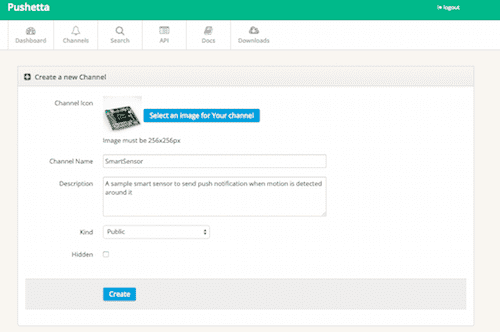 Pushetta
logout
Dashboard
Channels
Search
API
Docs
Downloads
Create a new Channel
Channel Icon
Select an image for Your channel
Image must be 256x256px
Channel Name
SmartSensor
Description
A sample smart sensor to send push notification when motion is detected
around it
Kind
Public
Hidden
Create